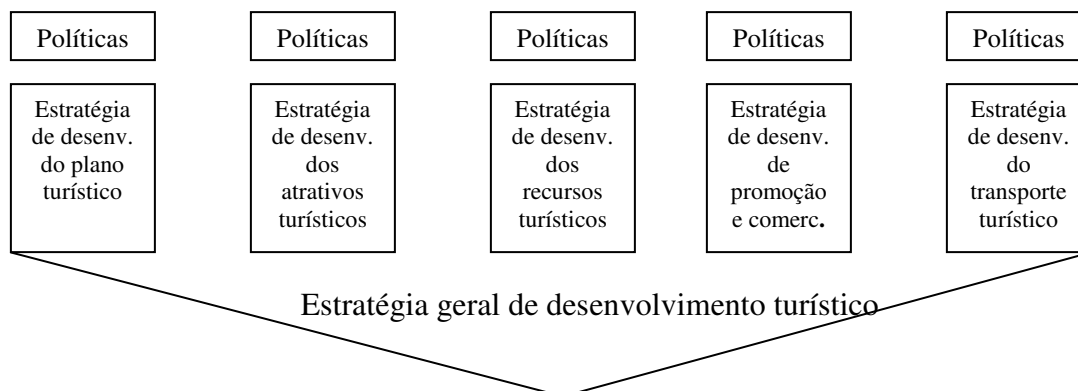 Políticas
Políticas
Políticas
Políticas
Políticas
Estratégia
de desenv.
do plano
turístico
Estratégia
de desenv.
dos
atrativos
turísticos
Estratégia
de desenv.
dos
recursos
turísticos
Estratégia
de desenv.
de
promoção
e comerc.
Estratégia
de desenv.
do
transporte
turístico
Estratégia geral de desenvolvimento turístico